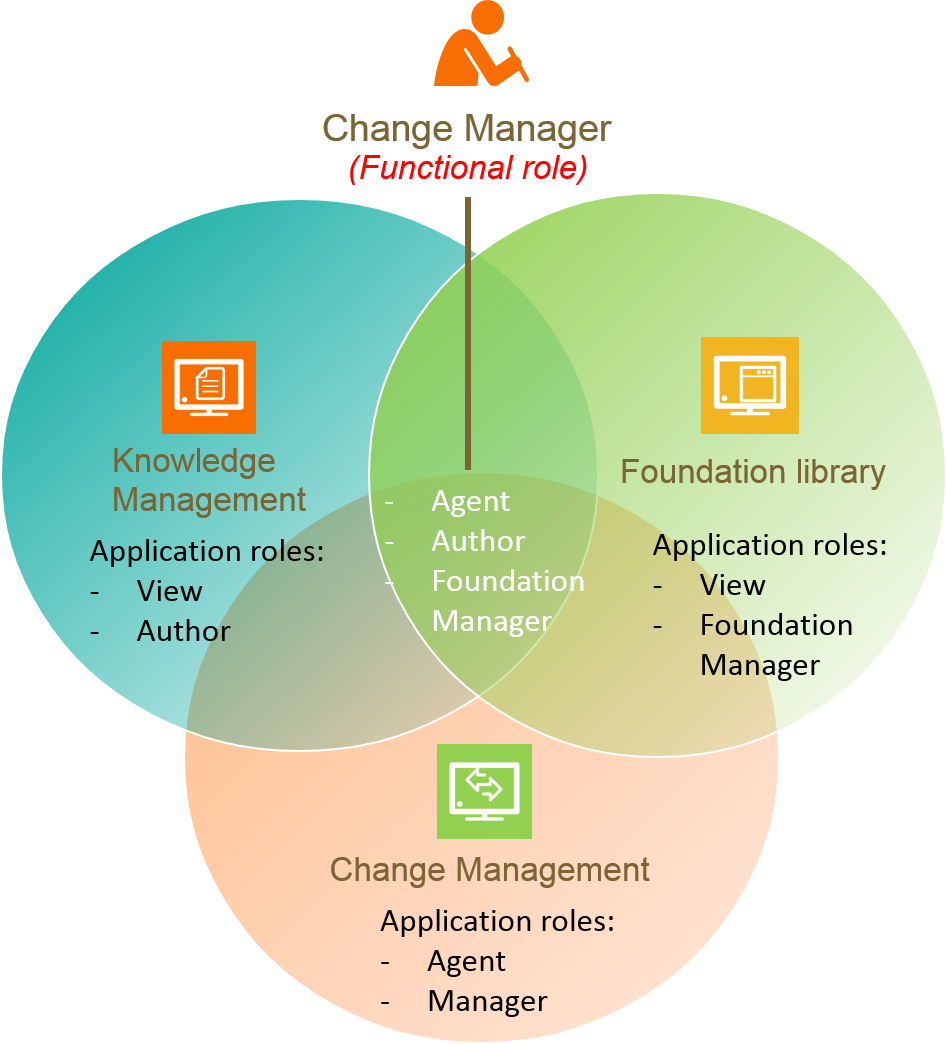 Change Manager
(Functional role)
Knowledge
Management
Application roles:
- View
- Author
- Agent
- Author
- Foundation
Manager
Foundation library
Application roles:
- View
- Foundation
Manager
Change Management
Application roles:
- Agent
- Manager